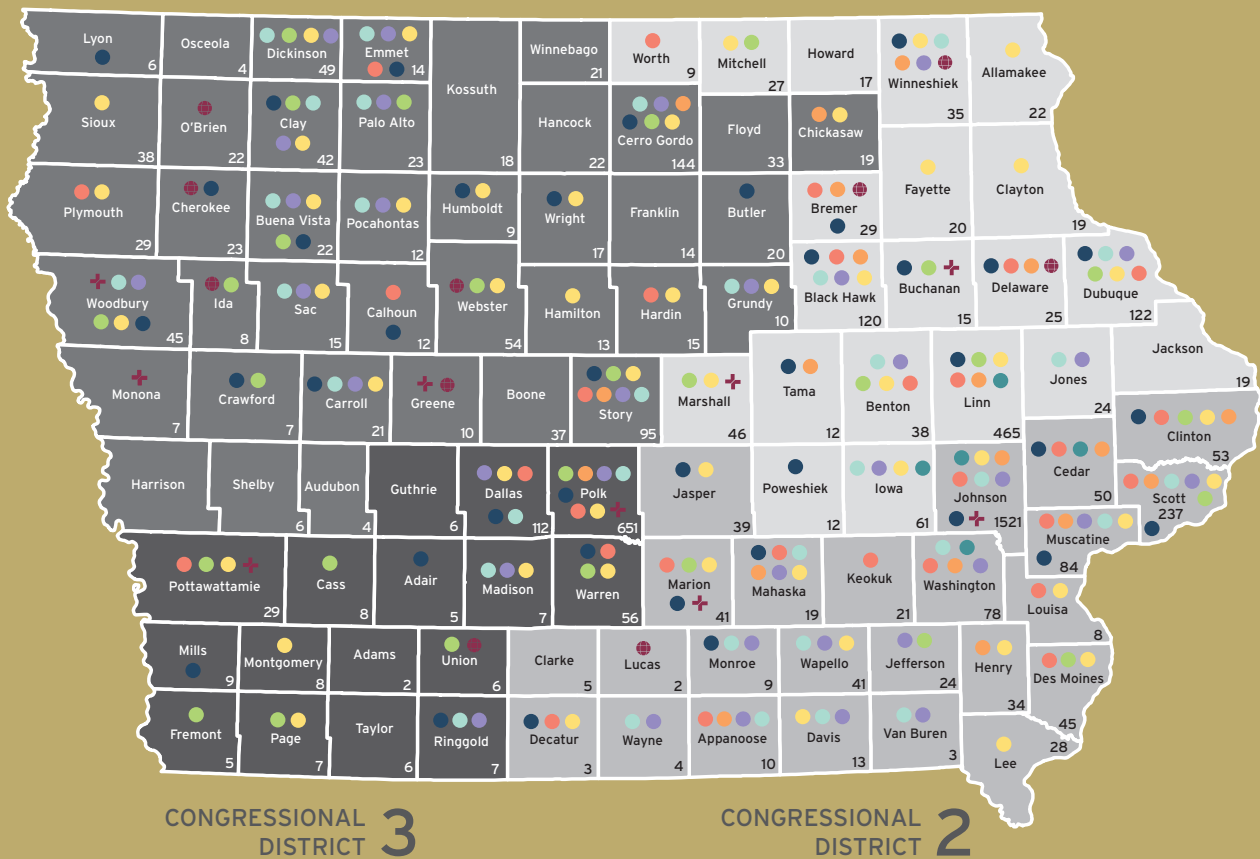 Lyon
6
Osceola
4
Dickinson
49
Emmet
14
Kossuth
18
Winnebago
21
Worth
9
Mitchell
27
Howard
17
Winneshiek
35
Allamakee
22
Sioux
38
O'Brien
22
Clay
42
Palo Alto
23
Hancock
22
Cerro Gordo
144
Floyd
33
Chickasaw
19
Fayette
20
Clayton
19
Plymouth
29
Cherokee
23
Buena Vista
22
Pocahontas
12
Humboldt
9
Wright
17
Franklin
14
Butler
20
Bremer
29
Woodbury
45
Ida
8
Sac
15
Calhoun
12
Webster
54
Hamilton
13
Hardin
15
Grundy
10
Black Hawk
120
Buchanan
15
Delaware
25
Dubuque
122
Monona
7
Crawford
7
Carroll
21
Greene
10
Boone
37
Story
95
Marshall
46
Tama
12
Benton
38
Linn
465
Jones
24
Jackson
19
Clinton
53
Cedar
50
Harrison
Shelby
6
Audubon
4
Guthrie
6
Dallas
112
Polk
651
Jasper
39
Poweshiek
12
Iowa
61
Johnson
1521
Scott
237
Muscatine
84
Pottawattamie
29
Cass
8
Adair
5
Madison
7
Warren
56
Marion
41
Mahaska
19
Keokuk
21
Washington
78
Louisa
8
Mills
9
Montgomery
8
Adams
2
Union
6
Clarke
5
Lucas
2
Monroe
9
Wapello
41
Jefferson
24
Henry
34
Des Moines
45
Fremont
5
Page
7
Taylor
6
Ringgold
7
Decatur
3
Wayne
4
Appanoose
10
Davis
13
Van Buren
3
Lee
28
CONGRESSIONAL
DISTRICT 3
CONGRESSIONAL
DISTRICT 2